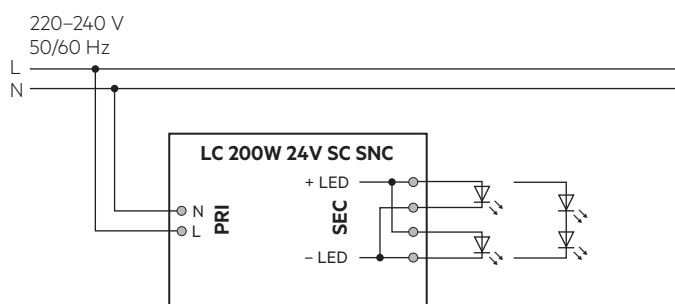 220–240 V
50/60 Hz
L
N
LC 200W 24V SC SNC
+ LED
N
PRI
SEC
L
– LED